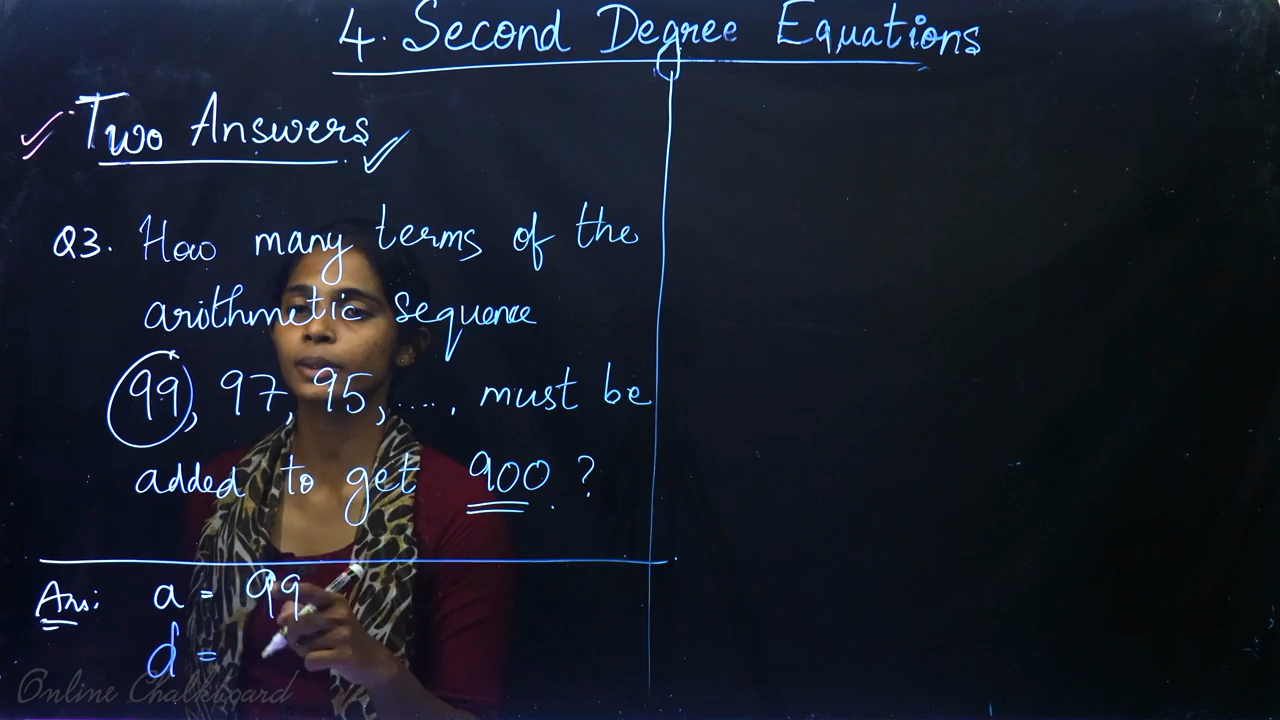 4. Second Degree Equations
Two Answers
Q3. How many terms of the
arithmetic sequence
99, 97, 95, .... , must be
added to get 900 ?
Ans: a = 99
d =
Online Chalkboard